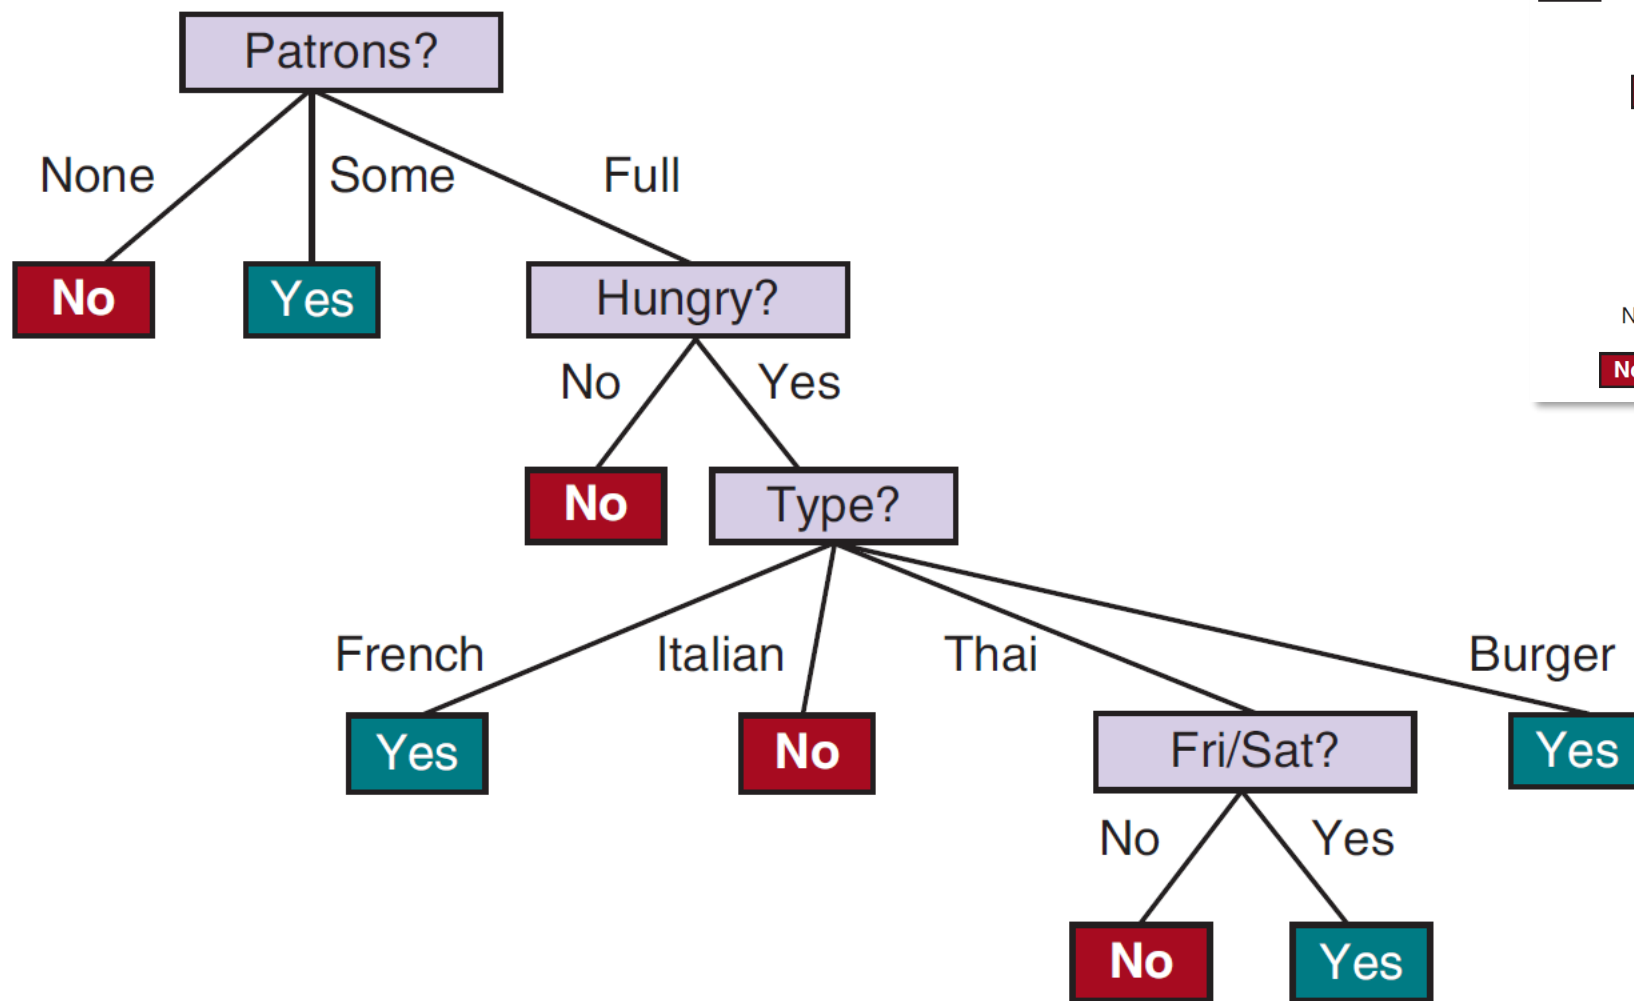 Patrons?
None Some Full
No Yes Hungry?
No Yes
No Type?
French Italian Thai Burger
Yes No Fri/Sat? Yes
No Yes
No Yes